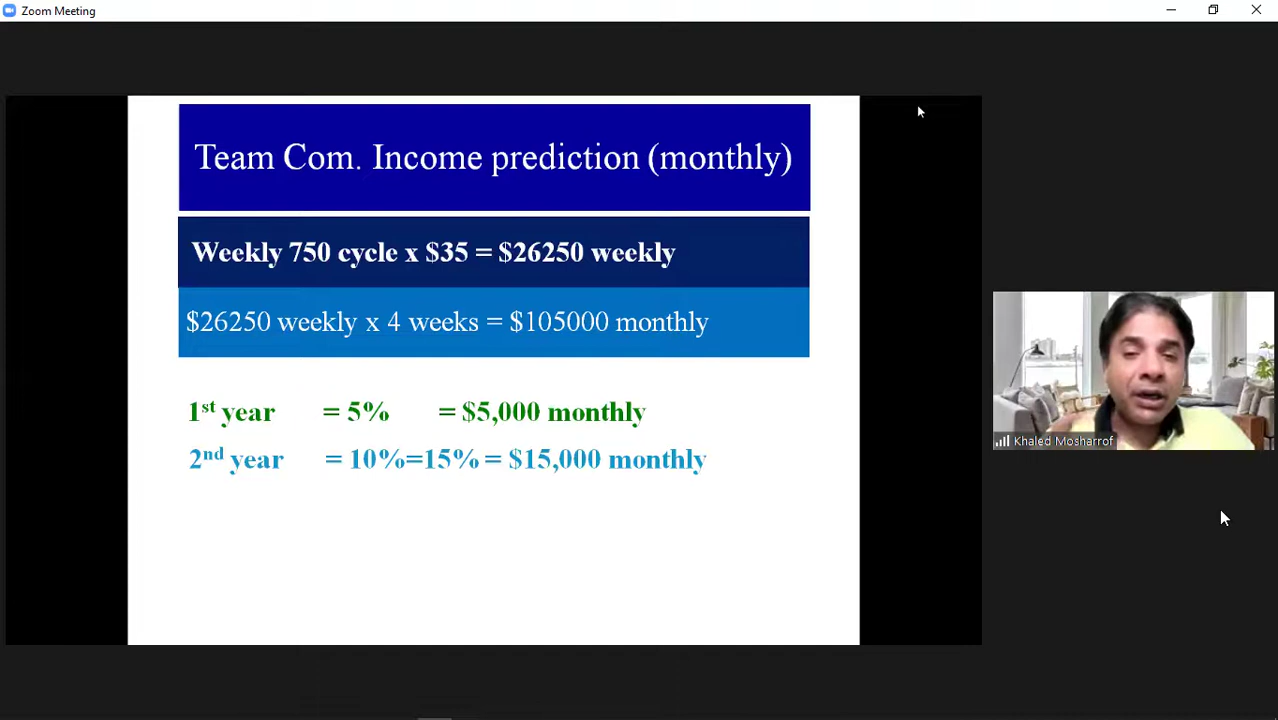 Zoom Meeting
Team Com. Income prediction (monthly)
Weekly 750 cycle x $35 = $26250 weekly
$26250 weekly x 4 weeks = $105000 monthly
1st year = 5% = $5,000 monthly
2nd year = 10%=15% = $15,000 monthly
Khaled Mosharrof